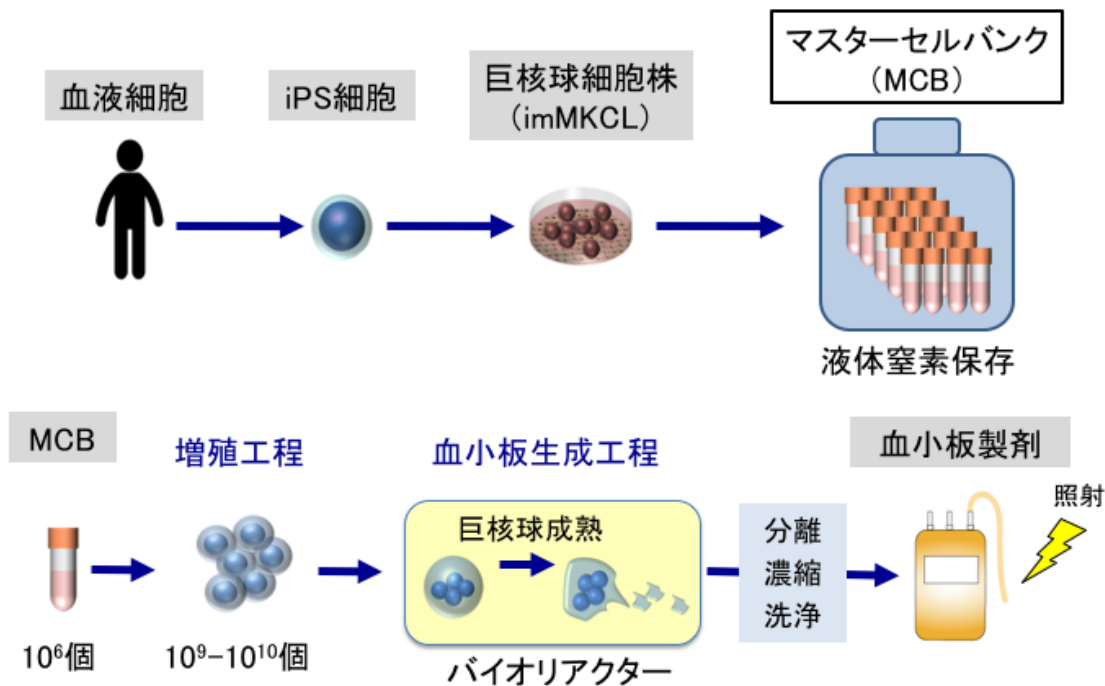 血液細胞
iPS細胞
巨核球細胞株
（imMKCL）
マスターセルバンク
（MCB）
液体窒素保存
MCB
増殖工程
血小板生成工程
血小板製剤
巨核球成熟
照射
分離
濃縮
洗浄
10⁶個
10⁹−10¹⁰個
バイオリアクター